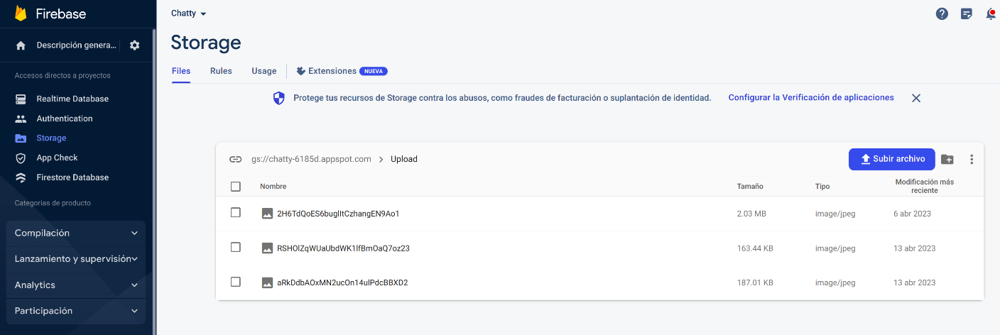 Firebase
Descripción genera...
Accesos directos a proyectos
Realtime Database
Authentication
Storage
App Check
Firestore Database
Categorías de producto
Compilación
Lanzamiento y supervisión
Analytics
Participación
Chatty
Storage
Files Rules Usage Extensiones NUEVA
Protege tus recursos de Storage contra los abusos, como fraudes de facturación o suplantación de identidad. Configurar la Verificación de aplicaciones
gs://chatty-6185d.appspot.com > Upload Subir archivo
Nombre Tamaño Tipo Modificación más
reciente
2H6TdQoES6buglItCzhangEN9Ao1 2.03 MB image/jpeg 6 abr 2023
RSHOlZqWUaUbdWK1lfBmOaQ7oz23 163.44 KB image/jpeg 13 abr 2023
aRkDdbAOxMN2ucOn14ulPdcBBXD2 187.01 KB image/jpeg 13 abr 2023